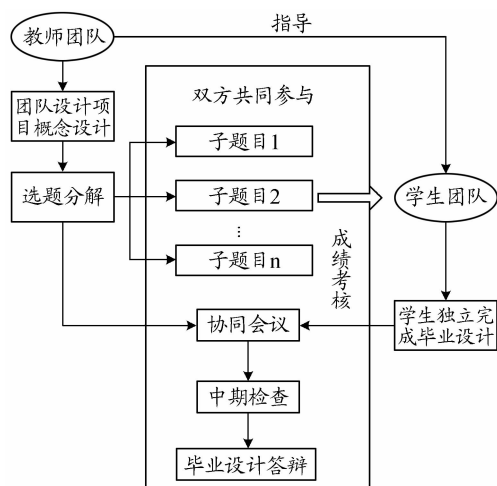 指导
教师团队
双方共同参与
团队设计项
目概念设计
子题目1
选题分解
子题目2
学生团队
...
子题目n
成绩考核
协同会议
学生独立完
成毕业设计
中期检查
毕业设计答辩